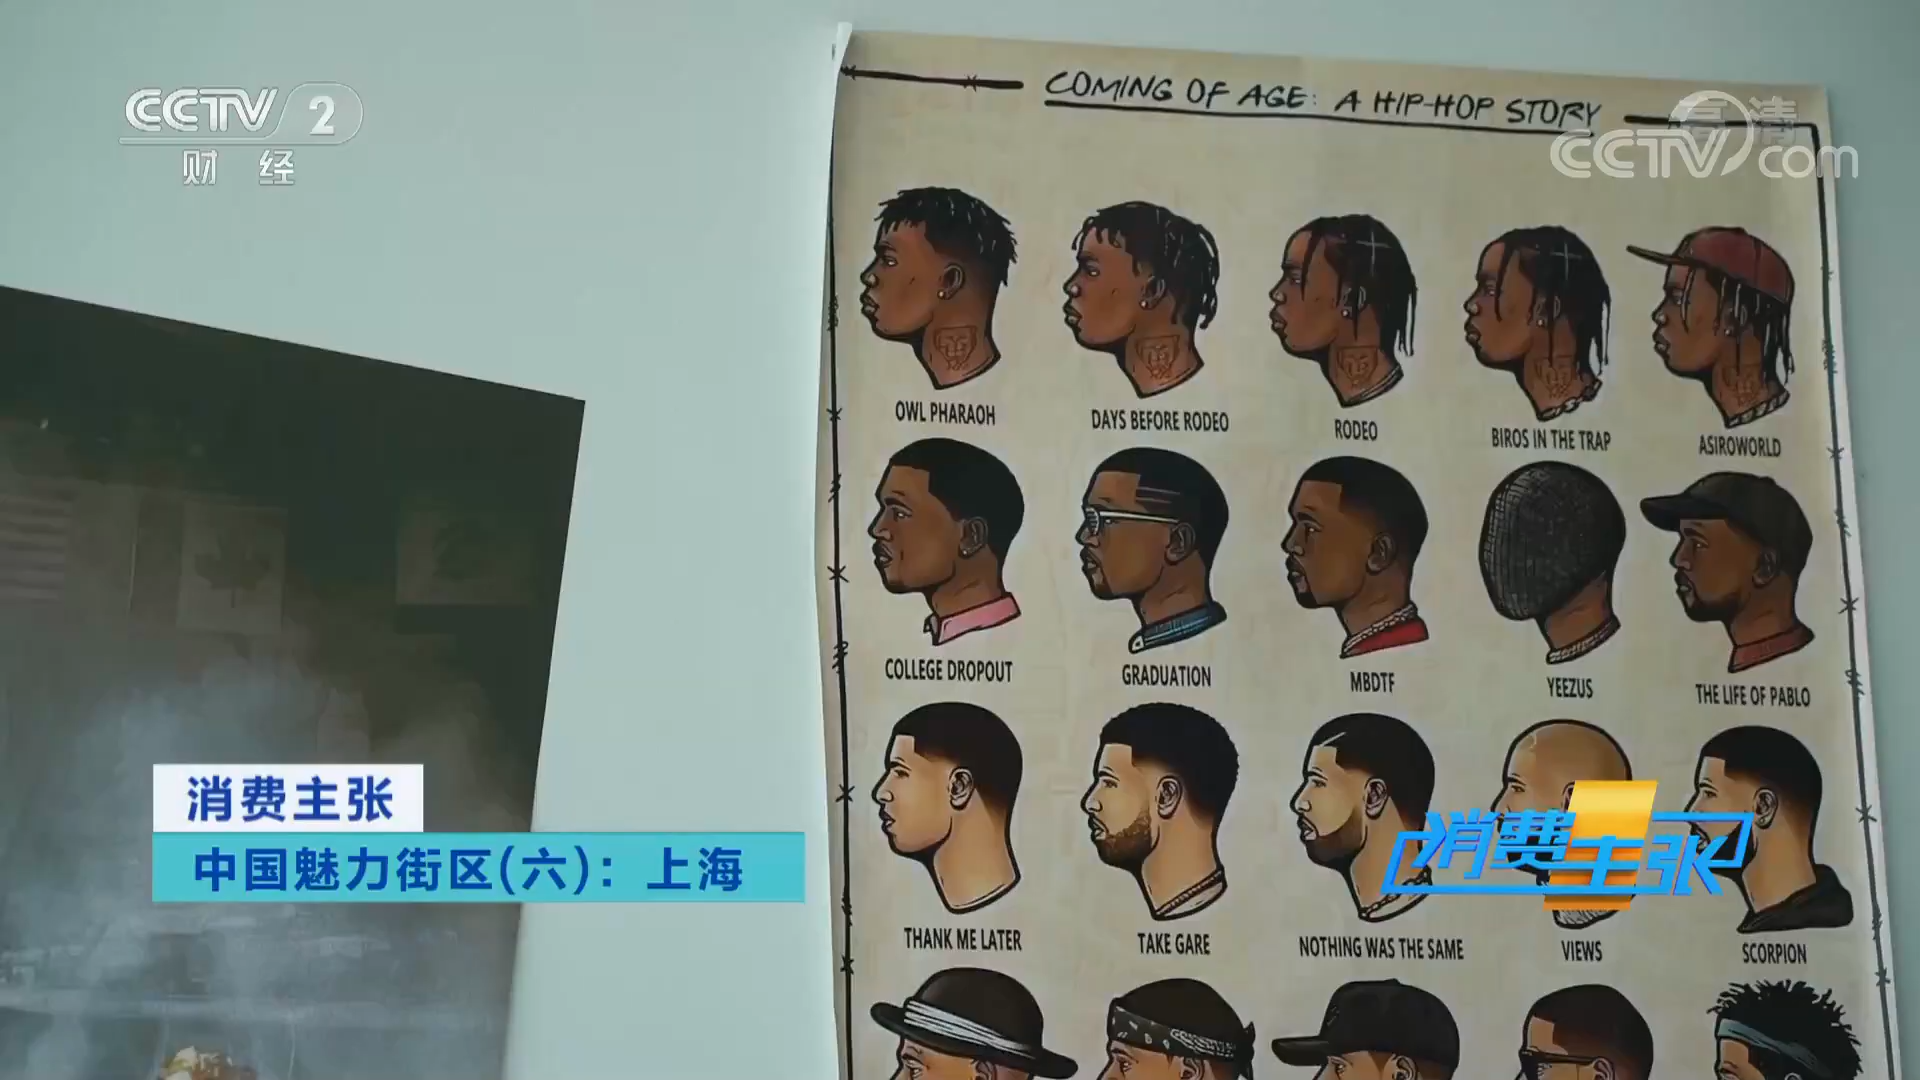 CCTV 2
财 经
COMING OF AGE: A HIP-HOP STORY
高清
CCTV com
OWL PHARAOH
DAYS BEFORE RODEO
RODEO
BIROS IN THE TRAP
ASIROWORLD
COLLEGE DROPOUT
GRADUATION
MBDTF
YEEZUS
THE LIFE OF PABLO
消费主张
中国魅力街区(六)：上海
消费主张
THANK ME LATER
TAKE GARE
NOTHING WAS THE SAME
VIEWS
SCORPION